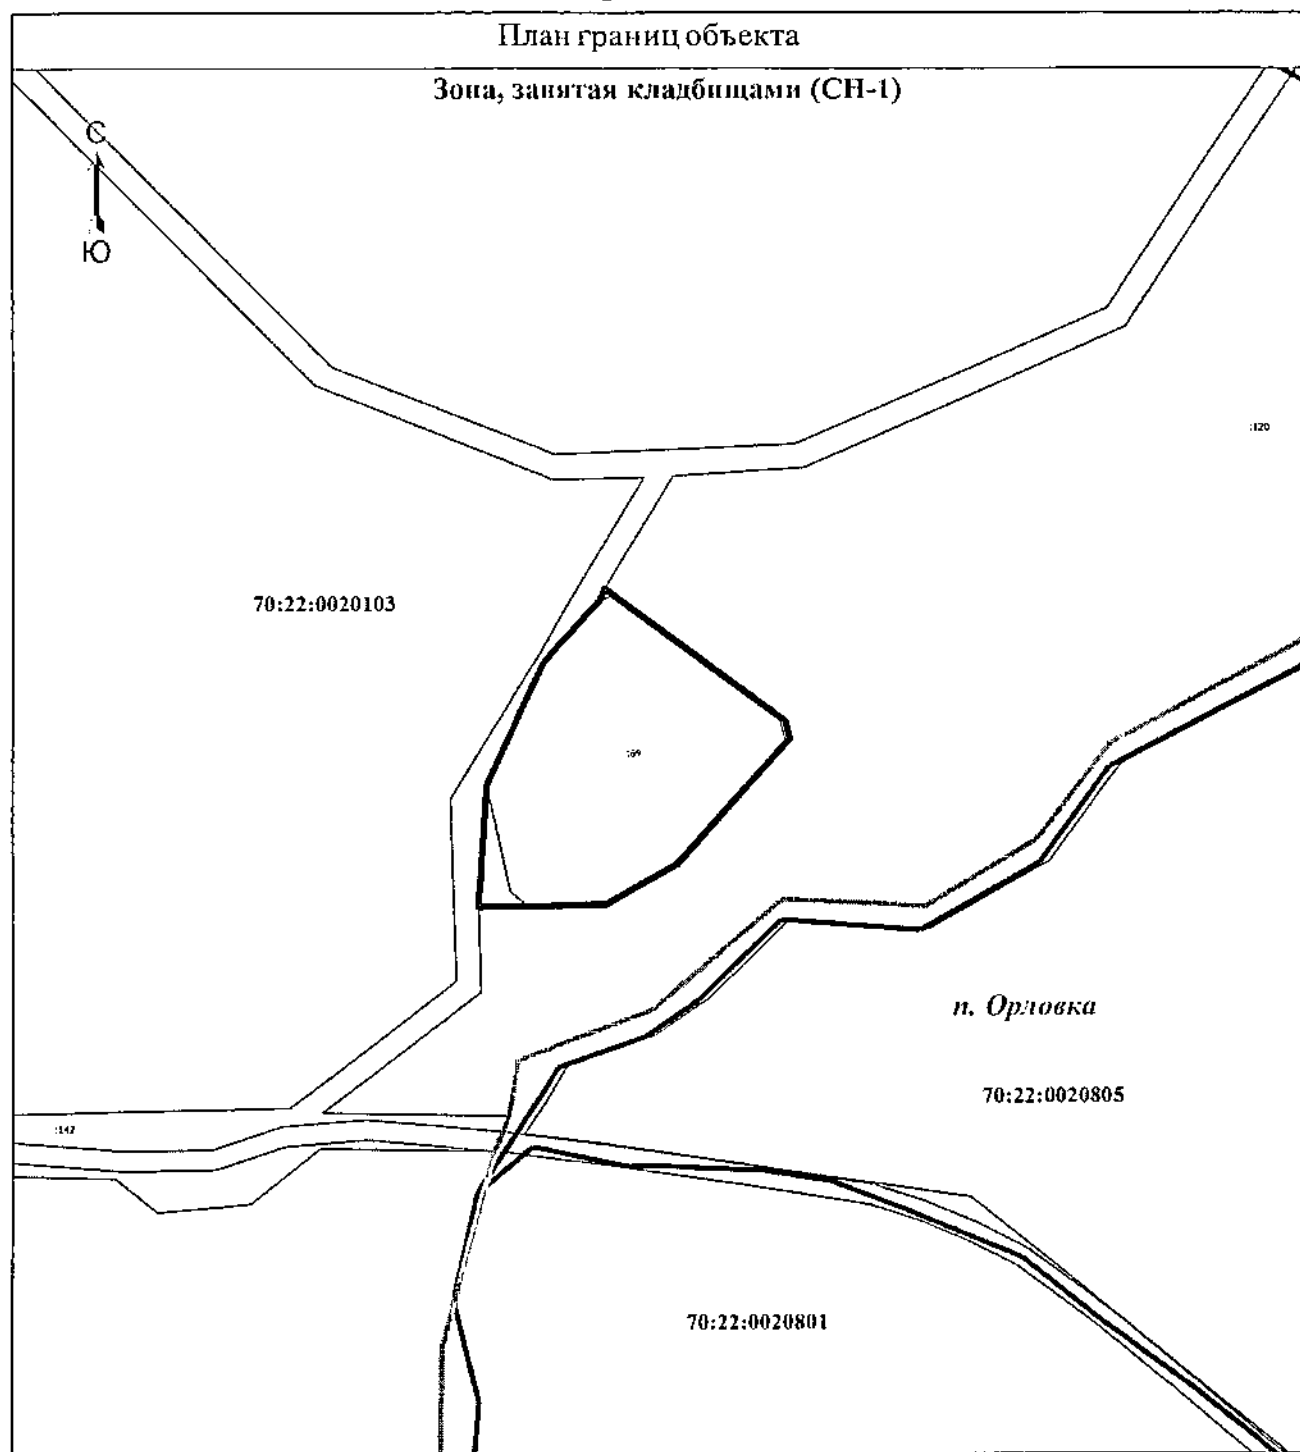 План границ объекта
Зона, занятая кладбищами (СН-1)
С
Ю
:120
70:22:0020103
:69
п. Орловка
70:22:0020805
:142
70:22:0020801